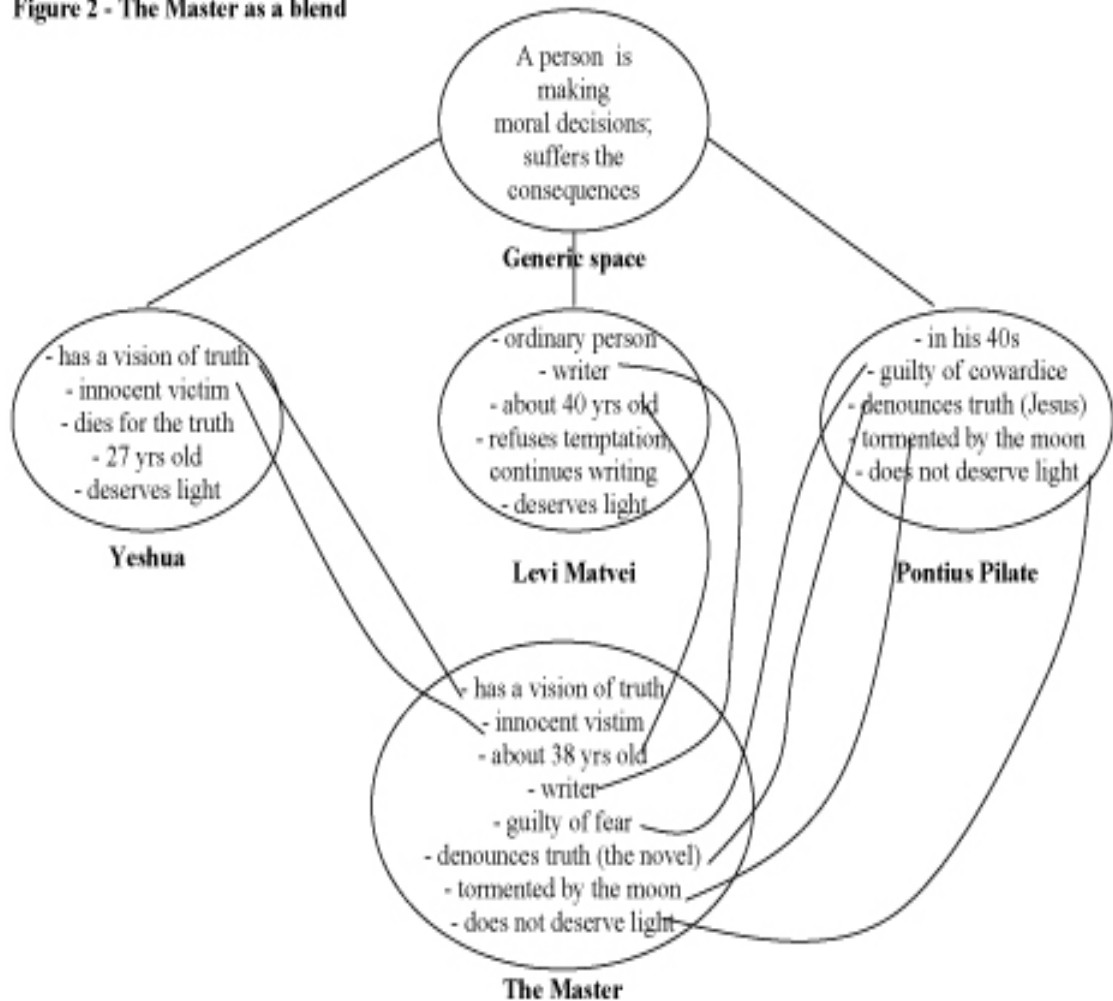 Figure 2 - The Master as a blend
A person is
making
moral decisions;
suffers the
consequences
Generic space
- has a vision of truth
- innocent victim
- dies for the truth
- 27 yrs old
- deserves light
Yeshua
- ordinary person
- writer
- about 40 yrs old
- refuses temptation,
continues writing
- deserves light
Levi Matvei
- in his 40s
- guilty of cowardice
- denounces truth (Jesus)
- tormented by the moon
- does not deserve light
Pontius Pilate
- has a vision of truth
- innocent vistim
- about 38 yrs old
- writer
- guilty of fear
- denounces truth (the novel)
- tormented by the moon
- does not deserve light
The Master